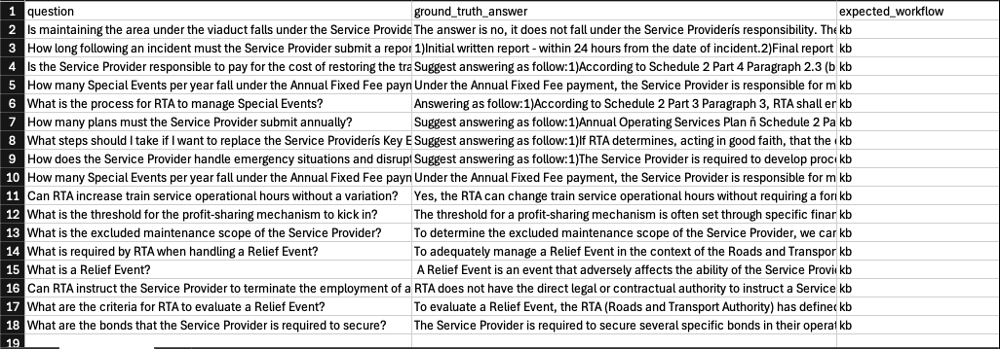 1 question ground_truth_answer expected_workflow
2 Is maintaining the area under the viaduct falls under the Service Provide The answer is no, it does not fall under the Service Providerís responsibility. The kb
3 How long following an incident must the Service Provider submit a repor 1)Initial written report - within 24 hours from the date of incident.2)Final report kb
4 Is the Service Provider responsible to pay for the cost of restoring the tra Suggest answering as follow:1)According to Schedule 2 Part 4 Paragraph 2.3 (b kb
5 How many Special Events per year fall under the Annual Fixed Fee payn Under the Annual Fixed Fee payment, the Service Provider is responsible for m kb
6 What is the process for RTA to manage Special Events? Answering as follow:1)According to Schedule 2 Part 3 Paragraph 3, RTA shall en kb
7 How many plans must the Service Provider submit annually? Suggest answering as follow:1)Annual Operating Services Plan ñ Schedule 2 Pa kb
8 What steps should I take if I want to replace the Service Providerís Key E Suggest answering as follow:1)If RTA determines, acting in good faith, that the kb
9 How does the Service Provider handle emergency situations and disrup Suggest answering as follow:1)The Service Provider is required to develop proc kb
10 How many Special Events per year fall under the Annual Fixed Fee payn Under the Annual Fixed Fee payment, the Service Provider is responsible for m kb
11 Can RTA increase train service operational hours without a variation? Yes, the RTA can change train service operational hours without requiring a for kb
12 What is the threshold for the profit-sharing mechanism to kick in? The threshold for a profit-sharing mechanism is often set through specific finar kb
13 What is the excluded maintenance scope of the Service Provider? To determine the excluded maintenance scope of the Service Provider, we can kb
14 What is required by RTA when handling a Relief Event? To adequately manage a Relief Event in the context of the Roads and Transpor kb
15 What is a Relief Event? A Relief Event is an event that adversely affects the ability of the Service Provi kb
16 Can RTA instruct the Service Provider to terminate the employment of a RTA does not have the direct legal or contractual authority to instruct a Service kb
17 What are the criteria for RTA to evaluate a Relief Event? To evaluate a Relief Event, the RTA (Roads and Transport Authority) has define kb
18 What are the bonds that the Service Provider is required to secure? The Service Provider is required to secure several specific bonds in their operat kb
19